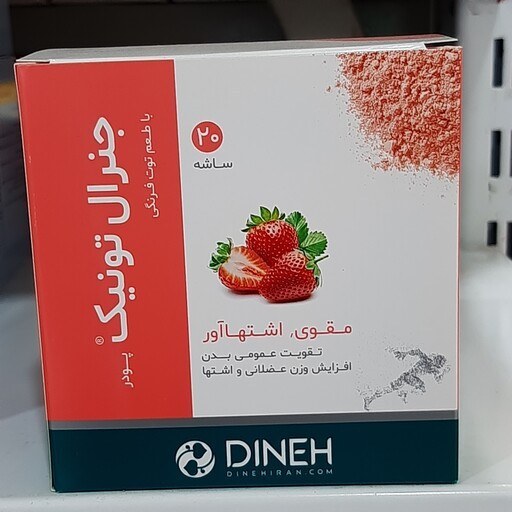 جنرال تونیک®
پودر
با طعم توت فرنگی
۲۰
ساشه
مقوی، اشتهاآور
تقویت عمومی بدن
افزایش وزن عضلانی و اشتها
DINEH
DINEHIRAN.COM